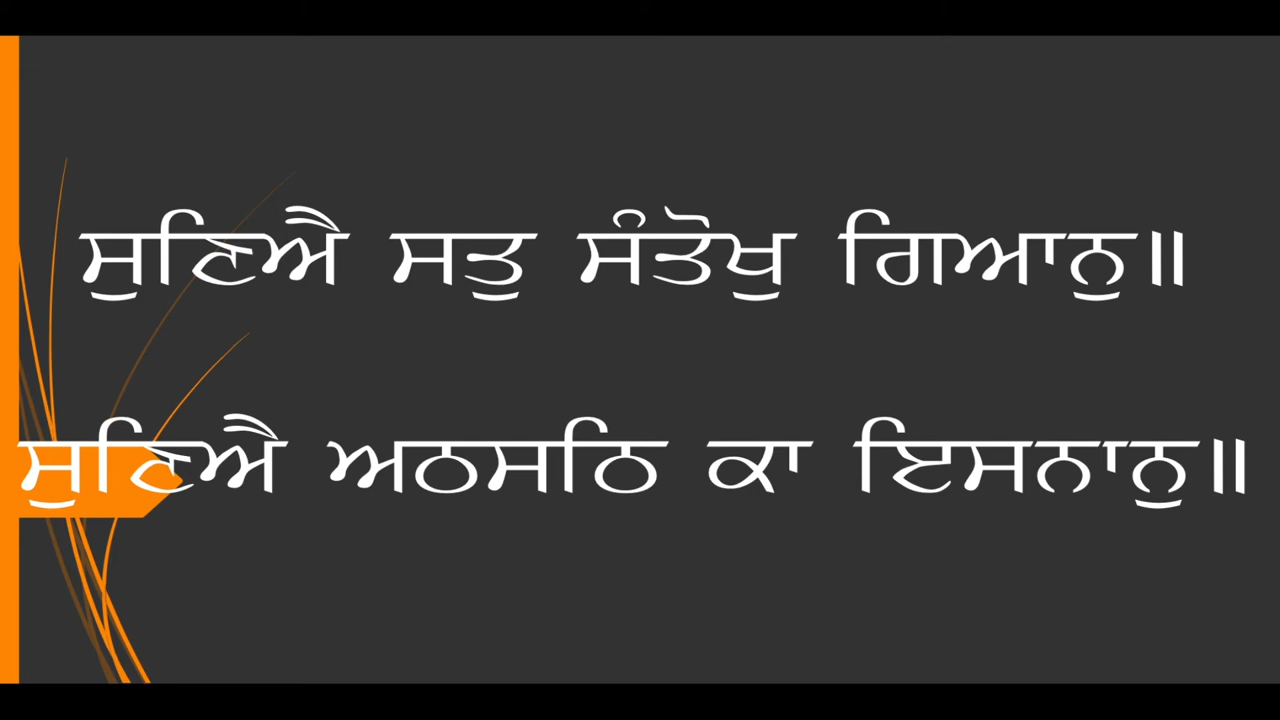 ਸੁਣਿਐ ਸਤੁ ਸੰਤੋਖੁ ਗਿਆਨੁ॥
ਸੁਣਿਐ ਅਠਸਠਿ ਕਾ ਇਸਨਾਨੁ॥